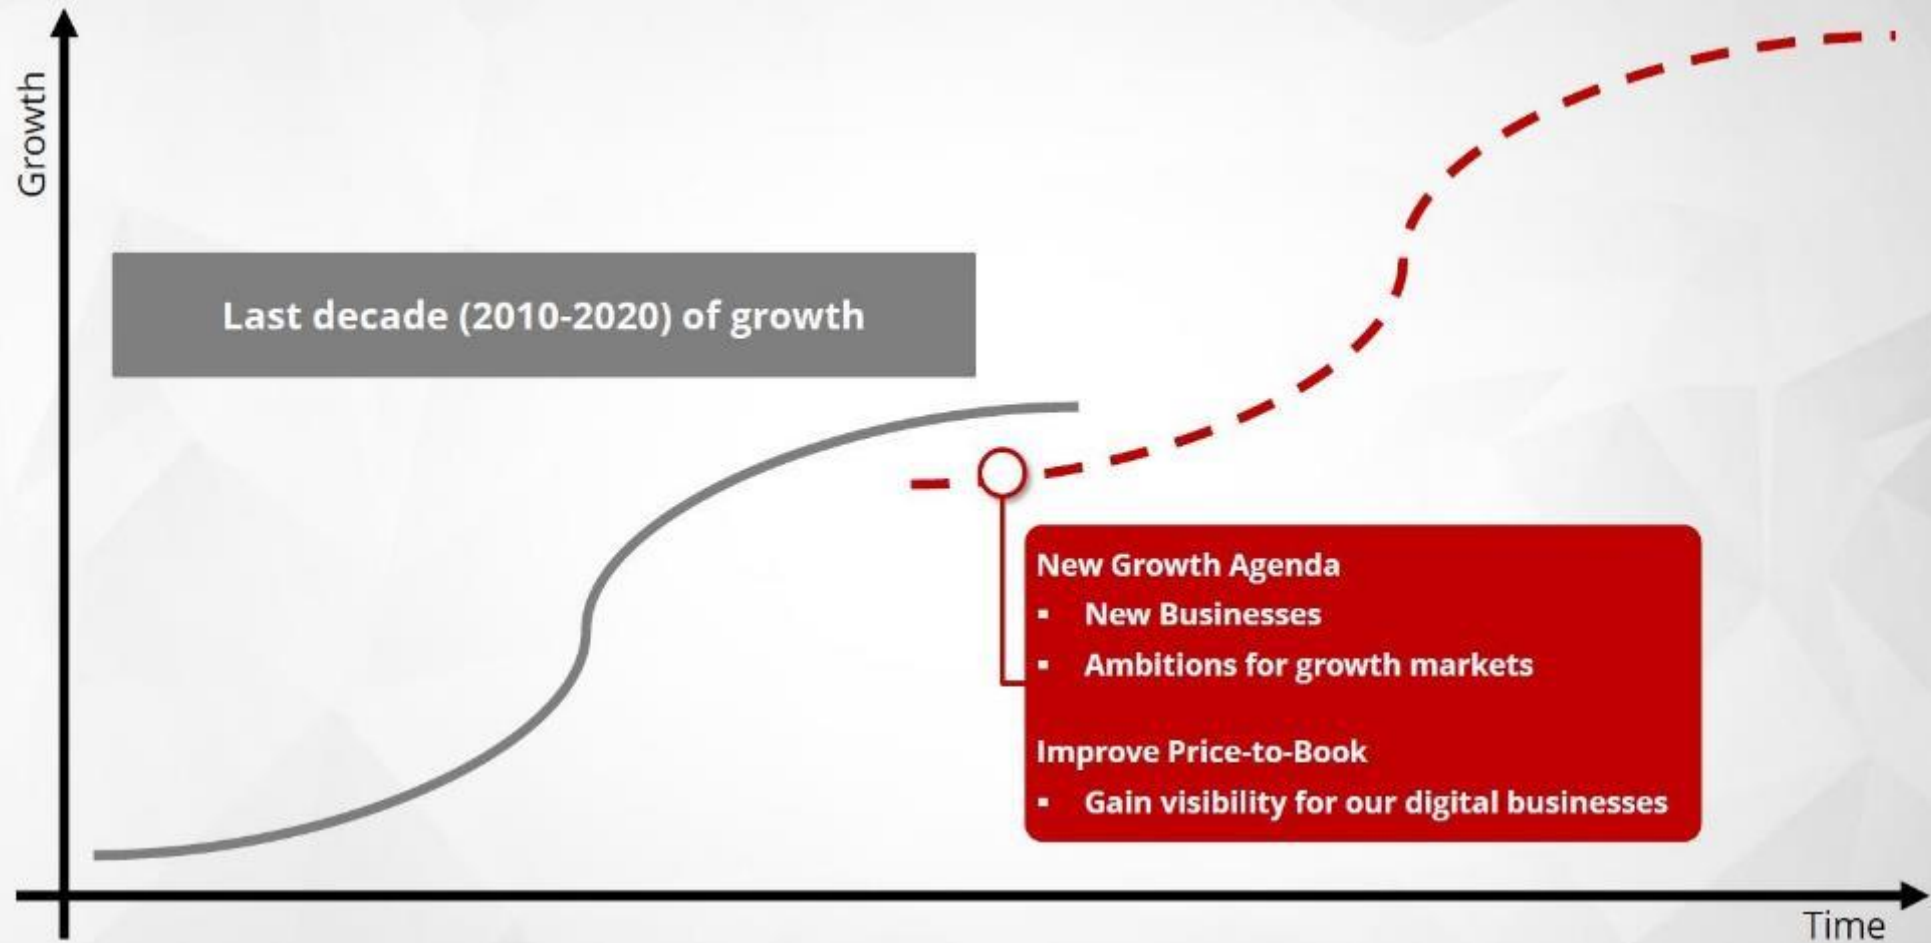 Growth
Last decade (2010-2020) of growth
New Growth Agenda
▪ New Businesses
▪ Ambitions for growth markets
Improve Price-to-Book
▪ Gain visibility for our digital businesses
Time